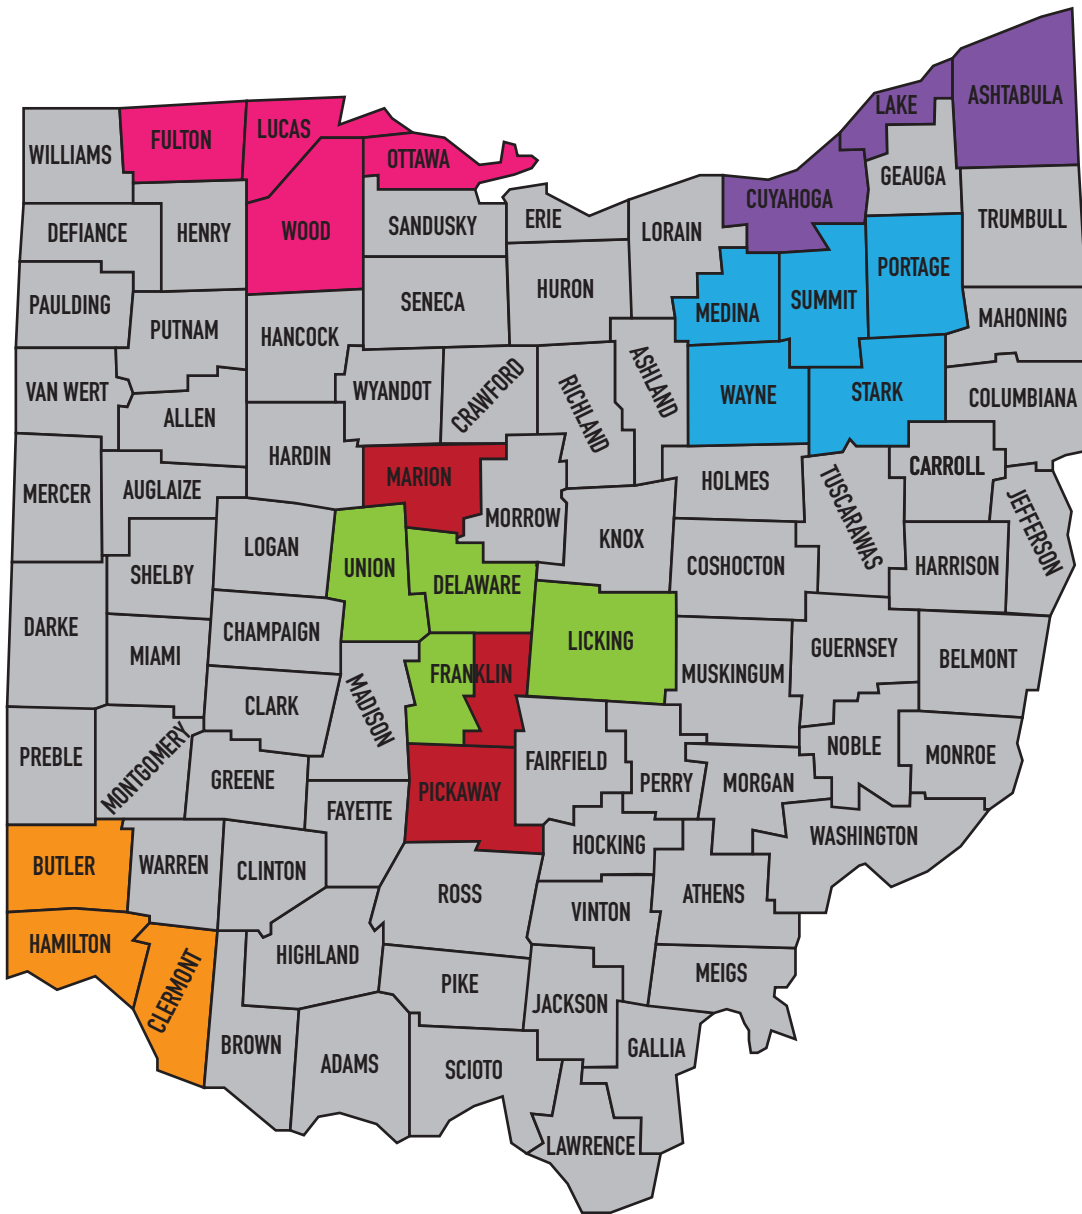 ASHTABULA
LAKE
LUCAS
FULTON
WILLIAMS
OTTAWA
GEAUGA
CUYAHOGA
TRUMBULL
SANDUSKY
ERIE
LORAIN
WOOD
HENRY
DEFIANCE
PORTAGE
HURON
SUMMIT
SENECA
PAULDING
MEDINA
MAHONING
PUTNAM
HANCOCK
ASHLAND
VAN WERT
WYANDOT
CRAWFORD
RICHLAND
WAYNE
STARK
COLUMBIANA
ALLEN
HARDIN
CARROLL
MARION
HOLMES
MERCER
AUGLAIZE
TUSCARAWAS
JEFFERSON
MORROW
KNOX
LOGAN
UNION
COSHOCTON
HARRISON
SHELBY
DELAWARE
DARKE
CHAMPAIGN
LICKING
GUERNSEY
MIAMI
BELMONT
FRANKLIN
MUSKINGUM
CLARK
MADISON
NOBLE
MONROE
PREBLE
FAIRFIELD
MONTGOMERY
GREENE
PERRY
MORGAN
PICKAWAY
FAYETTE
WASHINGTON
HOCKING
BUTLER
WARREN
CLINTON
ROSS
ATHENS
VINTON
HAMILTON
HIGHLAND
MEIGS
CLERMONT
PIKE
JACKSON
BROWN
GALLIA
ADAMS
SCIOTO
LAWRENCE